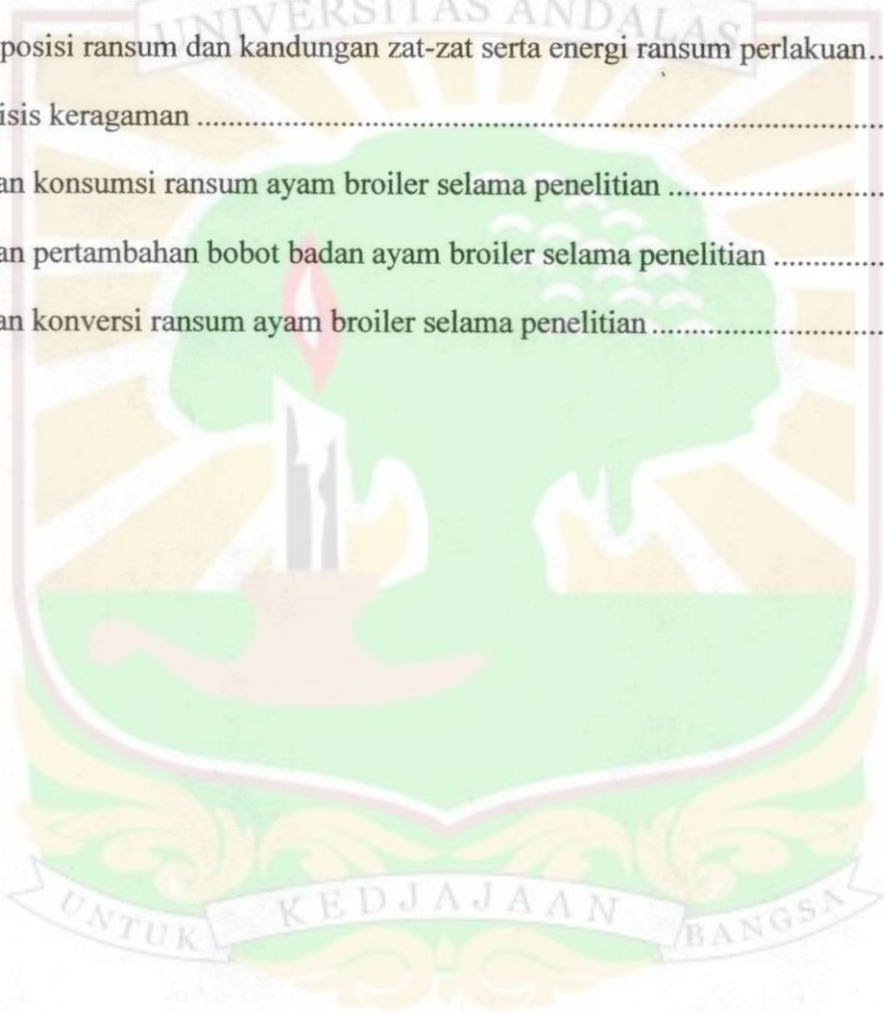 UNIVERSITAS ANDALAS
posisi ransum dan kandungan zat-zat serta energi ransum perlakuan..
isis keragaman ........................................................................................
an konsumsi ransum ayam broiler selama penelitian ...........................
an pertambahan bobot badan ayam broiler selama penelitian ..............
an konversi ransum ayam broiler selama penelitian .............................
UNTUK KEDJAJAAN BANGSA